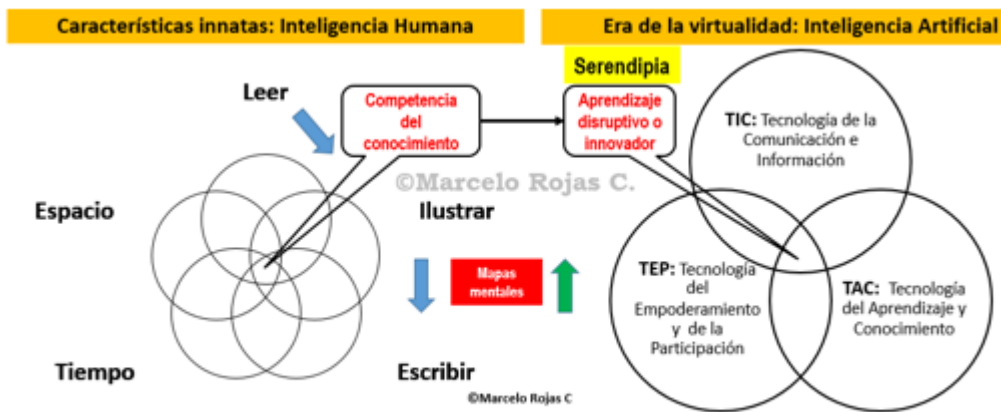 Características innatas: Inteligencia Humana
Era de la virtualidad: Inteligencia Artificial
Serendipia
Leer
Competencia
del
conocimiento
Aprendizaje
disruptivo o
innovador
TIC: Tecnología de la
Comunicación e
Información
©Marcelo Rojas C.
Espacio
Ilustrar
Mapas
mentales
TEP: Tecnología
del
Empoderamiento
y de la
Participación
TAC: Tecnología
del Aprendizaje y
Conocimiento
Tiempo
Escribir
©Marcelo Rojas C